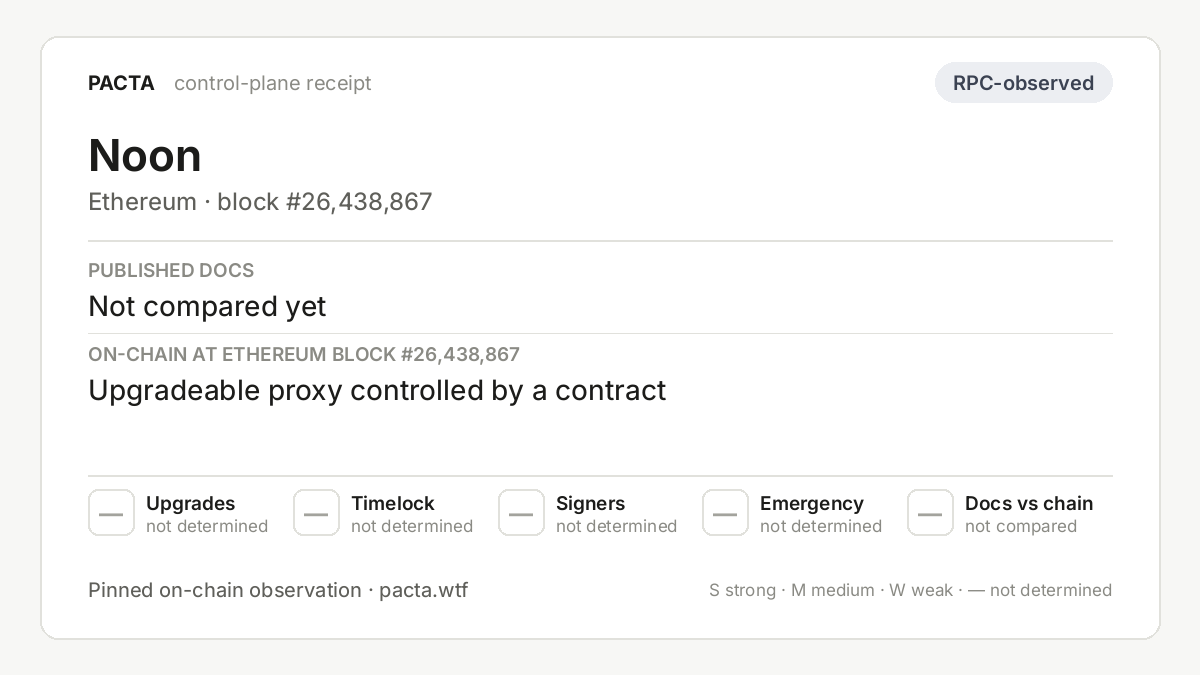 PACTA control-plane receipt
RPC-observed
Noon
Ethereum · block #26,438,867
PUBLISHED DOCS
Not compared yet
ON-CHAIN AT ETHEREUM BLOCK #26,438,867
Upgradeable proxy controlled by a contract
— Upgrades
not determined
— Timelock
not determined
— Signers
not determined
— Emergency
not determined
— Docs vs chain
not compared
Pinned on-chain observation · pacta.wtf
S strong · M medium · W weak · — not determined